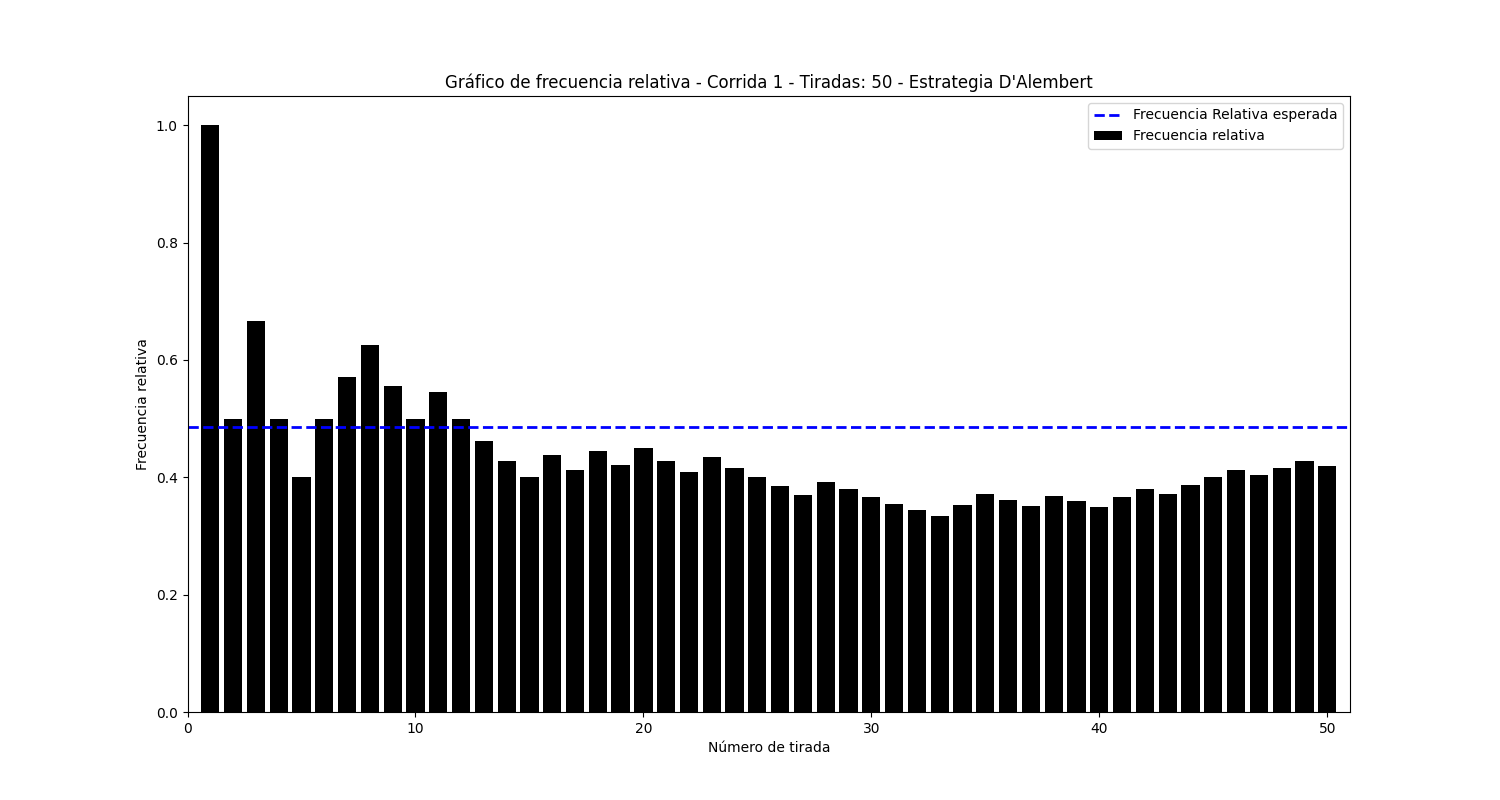 Gráfico de frecuencia relativa - Corrida 1 - Tiradas: 50 - Estrategia D'Alembert
Frecuencia Relativa esperada
Frecuencia relativa
Frecuencia relativa
1.0
0.8
0.6
0.4
0.2
0.0
0 10 20 30 40 50
Número de tirada